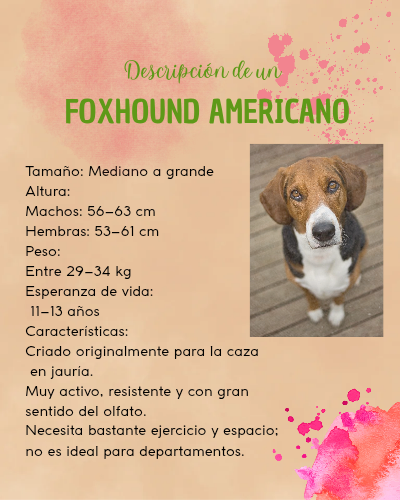 Descripción de un
FOXHOUND AMERICANO
Tamaño: Mediano a grande
Altura:
Machos: 56–63 cm
Hembras: 53–61 cm
Peso:
Entre 29–34 kg
Esperanza de vida:
11–13 años
Características:
Criado originalmente para la caza
en jauría.
Muy activo, resistente y con gran
sentido del olfato.
Necesita bastante ejercicio y espacio;
no es ideal para departamentos.